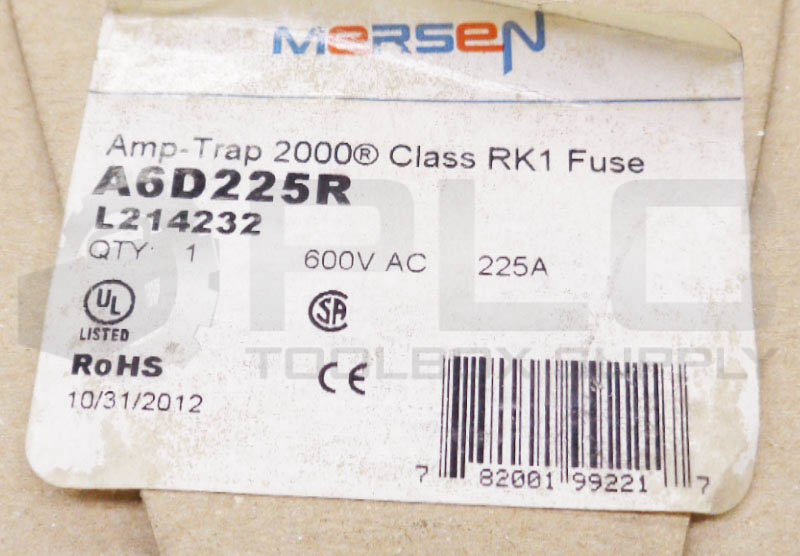 MERSEN
Amp-Trap 2000® Class RK1 Fuse
A6D225R
L214232
QTY: 1 600V AC 225A
UL
LISTED
SA
RoHS
CE
10/31/2012
7 82001 99221 7
PLC
TOOLBOX SUPPLY